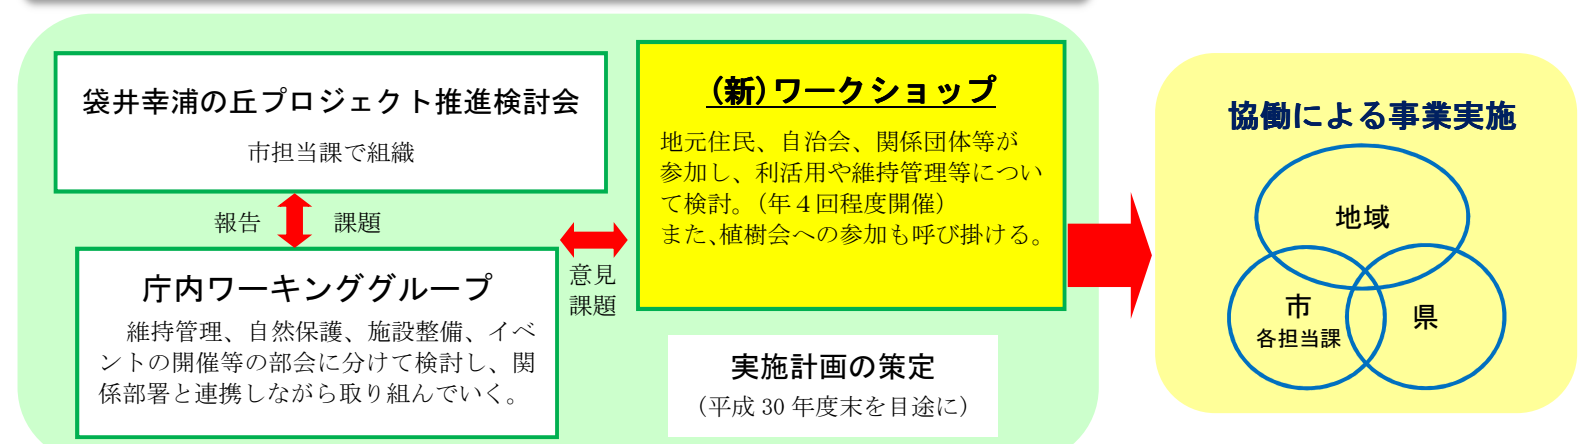 袋井幸浦の丘プロジェクト推進検討会
市担当課で組織
報告
課題
庁内ワーキンググループ
維持管理、自然保護、施設整備、イベ
ントの開催等の部会に分けて検討し、関
係部署と連携しながら取り組んでいく。
意見
課題
(新)ワークショップ
地元住民、自治会、関係団体等が
参加し、利活用や維持管理等につい
て検討。(年４回程度開催)
また、植樹会への参加も呼び掛ける。
実施計画の策定
(平成 30 年度末を目途に)
協働による事業実施
地域
市
各担当課
県